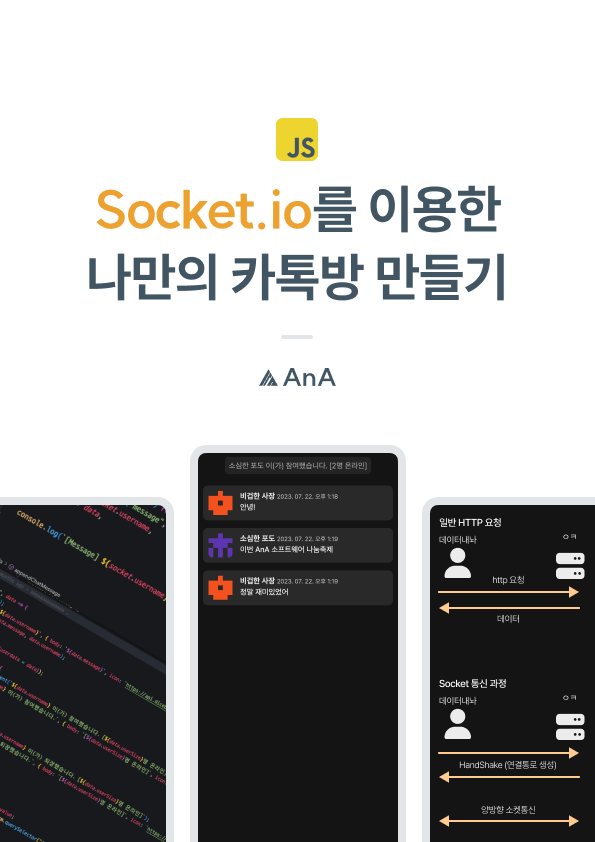 JS
Socket.io를 이용한
나만의 카톡방 만들기
AnA
console.log('[Message] ${socket.username}
data,
appendChatMessage
소심한 포도 이(가) 참여했습니다. [2명 온라인]
비겁한 사장 2023. 07. 22. 오후 1:18
안녕!
소심한 포도 2023. 07. 22. 오후 1:19
이번 AnA 소프트웨어 나눔축제
비겁한 사장 2023. 07. 22. 오후 1:19
정말 재미있었어
일반 HTTP 요청
데이터내놔
ㅇㅋ
http 요청
데이터
Socket 통신 과정
데이터내놔
ㅇㅋ
HandShake (연결통로 생성)
양방향 소켓통신